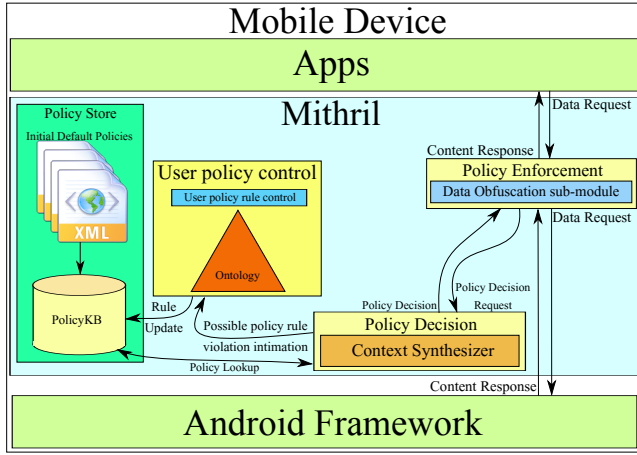 Mobile Device
Apps
Mithril
Data Request
Content Response
Policy Store
Initial Default Policies
XML
PolicyKB
User policy control
User policy rule control
Ontology
Policy Enforcement
Data Obfuscation sub-module
Data Request
Policy Decision
Policy Decision
Request
Rule
Update
Possible policy rule
violation intimation
Policy Lookup
Policy Decision
Context Synthesizer
Content Response
Android Framework